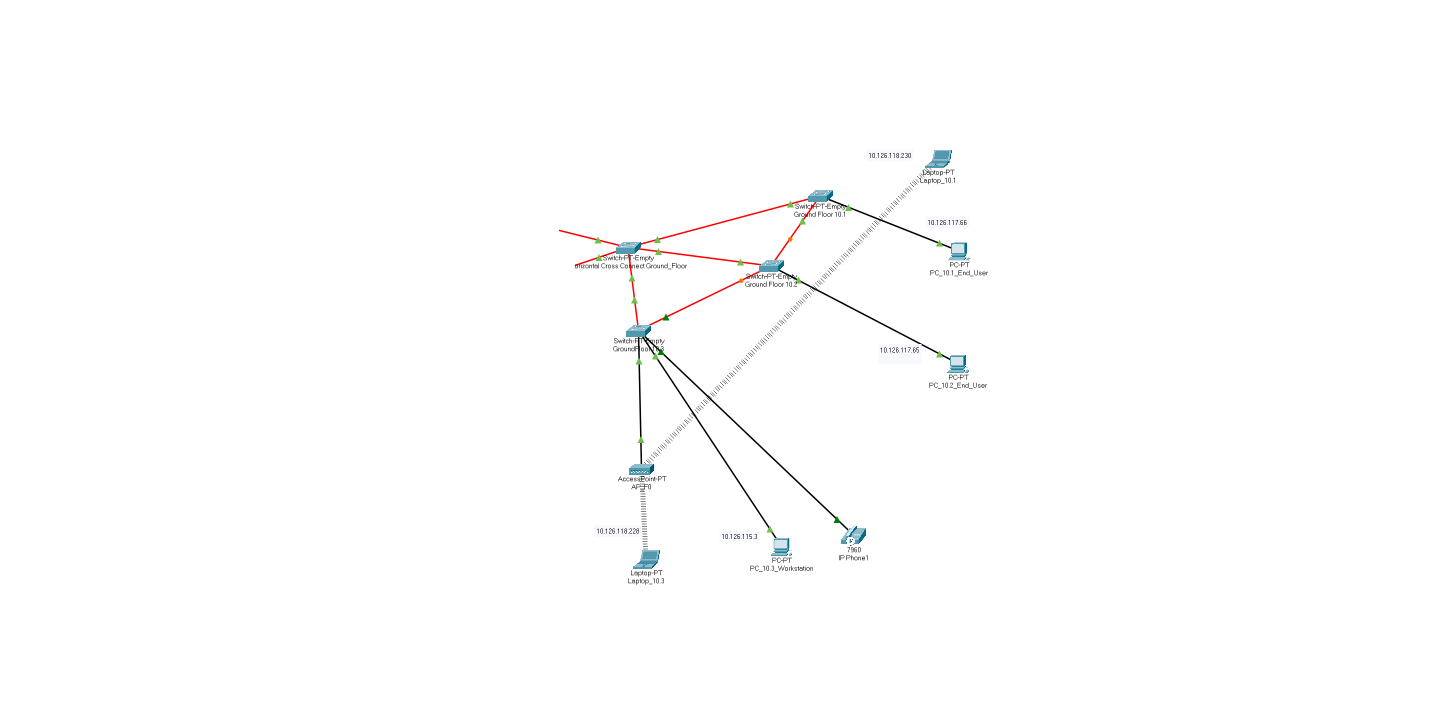 10.126.118.230
Laptop-PT
Laptop_10.1
Switch-PT-Empty
Ground Floor 10.1
10.126.117.66
PC-PT
PC_10.1_End_User
Switch-PT-Empty
orizontal Cross Connect Ground_Floor
Switch-PT-Empty
Ground Floor 10.2
Switch-PT-Empty
GroundFloor 10.3
10.126.117.65
PC-PT
PC_10.2_End_User
AccessPoint-PT
AP_F0
10.126.118.228
Laptop-PT
Laptop_10.3
10.126.115.3
PC-PT
PC_10.3_Workstation
7960
IP Phone1